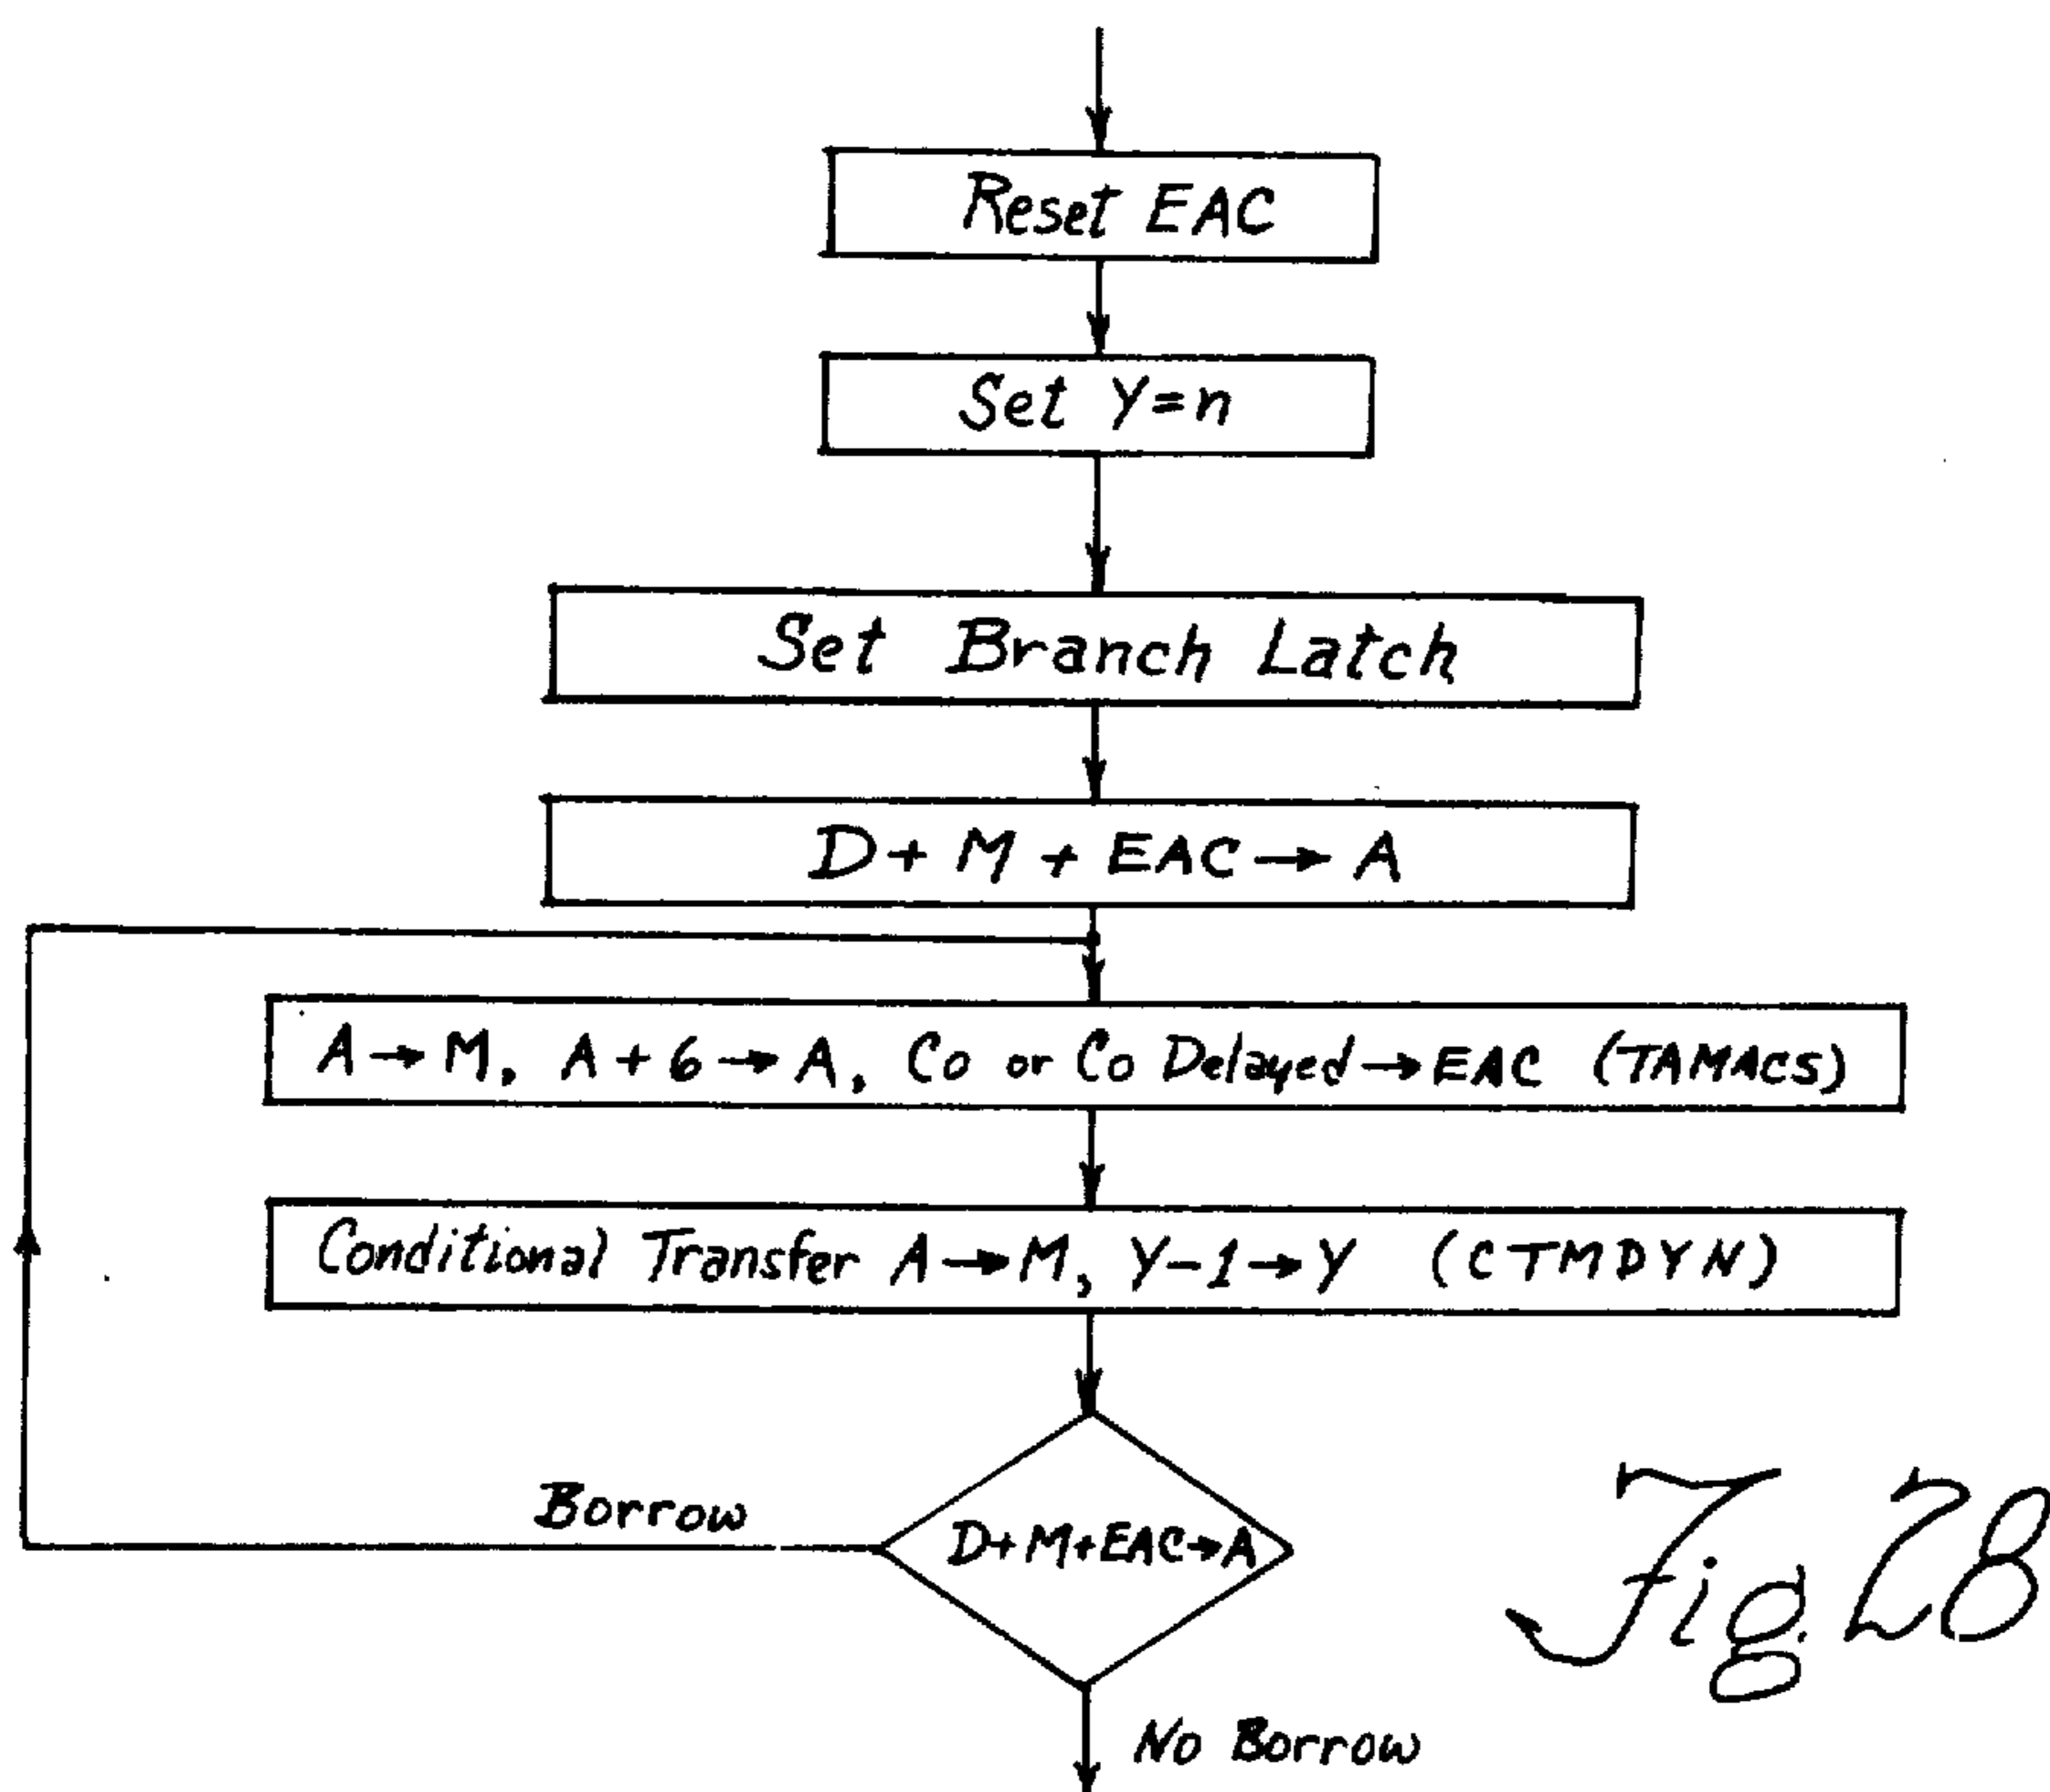 Reset EAC
Set Y=n
Set Branch Latch
D+ M + EAC → A
A → M, A + 6 → A, Co or Co Delayed → EAC (TAMACS)
Conditional Transfer A → M, Y-1 → Y (CTMDYN)
Borrow
D+M+EAC→A
Fig. 2B
No Borrow